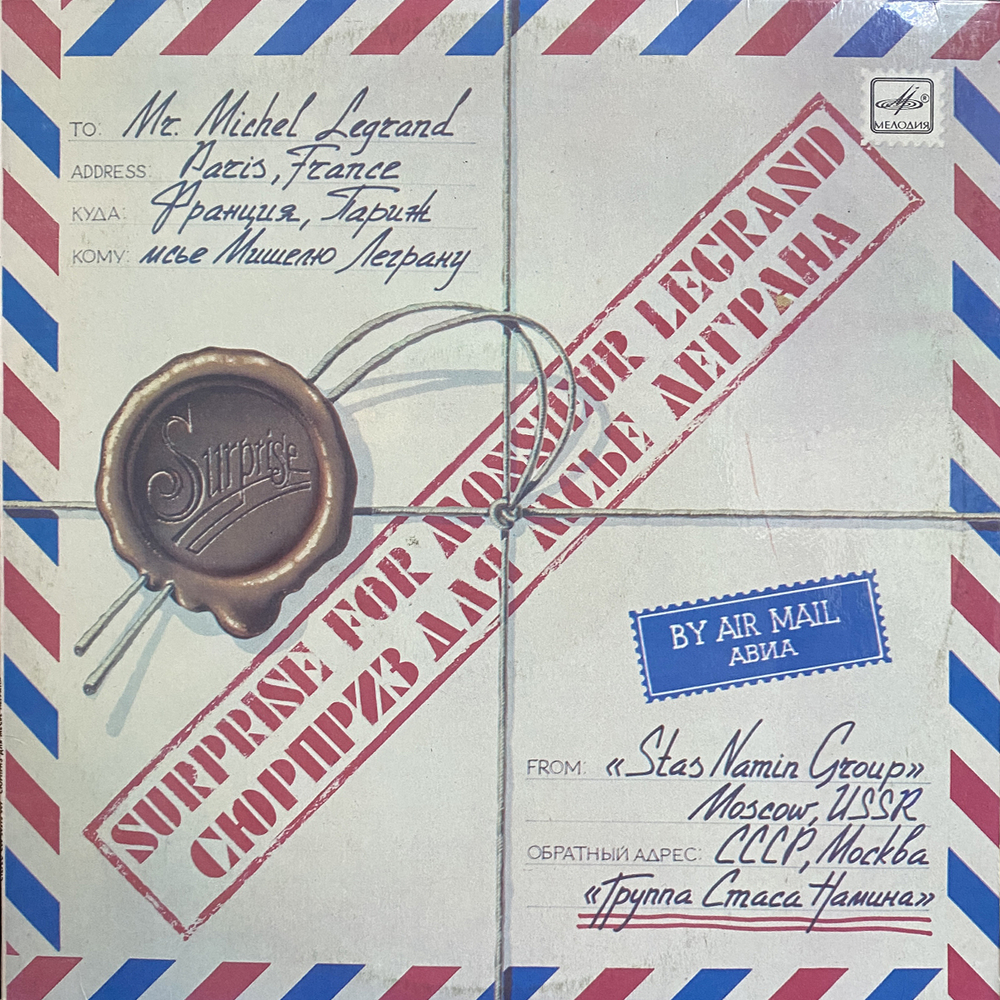 TO: Mr. Michel Legrand
ADDRESS: Paris, France
КУДА: Франция, Париж
КОМУ: мсье Мишелю Леграну
® МЕЛОДИЯ
SURPRISE FOR MONSIEUR LEGRAND
СЮРПРИЗ ДЛЯ МСЬЕ ЛЕГРАНА
Surprise
BY AIR MAIL
АВИА
FROM: «Stas Namin Group»
Moscow, USSR
ОБРАТНЫЙ АДРЕС: СССР, Москва
«Группа Стаса Намина»